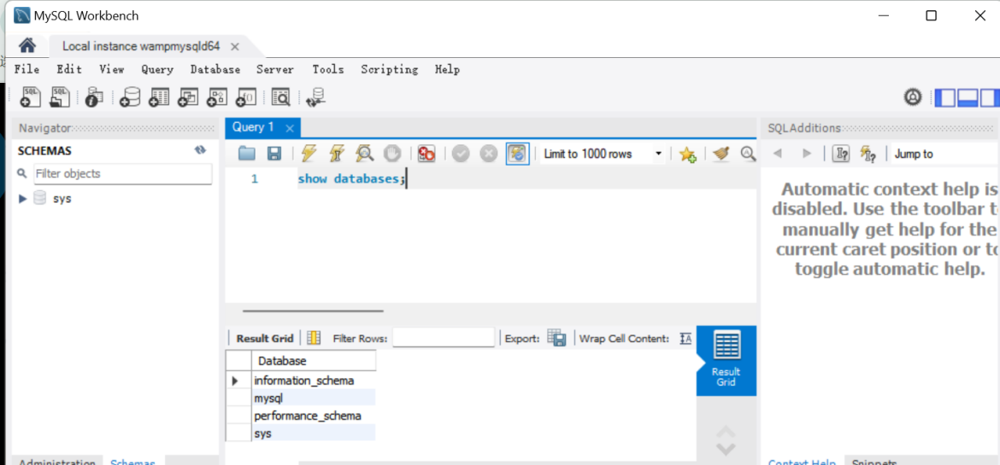 MySQL Workbench
Local instance wampmysqld64
File Edit View Query Database Server Tools Scripting Help
Navigator
SCHEMAS
Filter objects
sys
Query 1
Limit to 1000 rows
1 show databases;
Result Grid Filter Rows: Export: Wrap Cell Content:
Database
information_schema
mysql
performance_schema
sys
Result
Grid
SQLAdditions
Jump to
Automatic context help is
disabled. Use the toolbar t
manually get help for the
current caret position or to
toggle automatic help.
Administration Schemas
Context Help Snippets